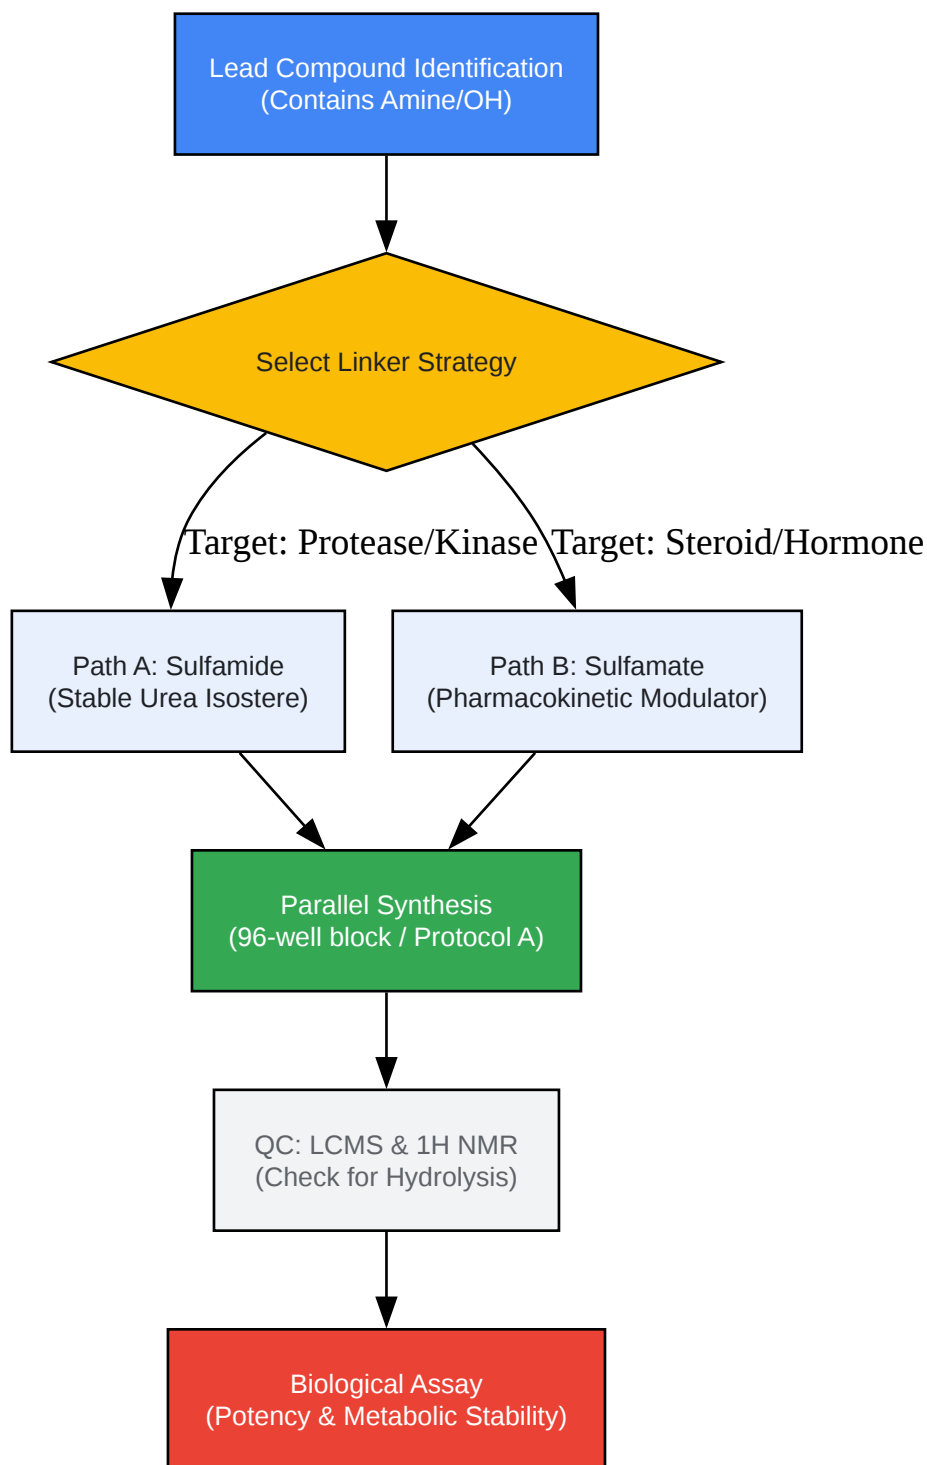 Lead Compound Identification
(Contains Amine/OH)
Select Linker Strategy
Target: Protease/Kinase
Target: Steroid/Hormone
Path A: Sulfamide
(Stable Urea Isostere)
Path B: Sulfamate
(Pharmacokinetic Modulator)
Parallel Synthesis
(96-well block / Protocol A)
QC: LCMS & 1H NMR
(Check for Hydrolysis)
Biological Assay
(Potency & Metabolic Stability)